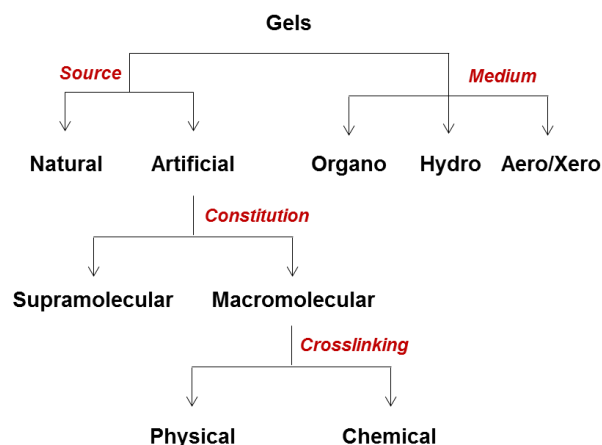 Gels
Source
Medium
Natural
Artificial
Organo
Hydro
Aero/Xero
Constitution
Supramolecular
Macromolecular
Crosslinking
Physical
Chemical